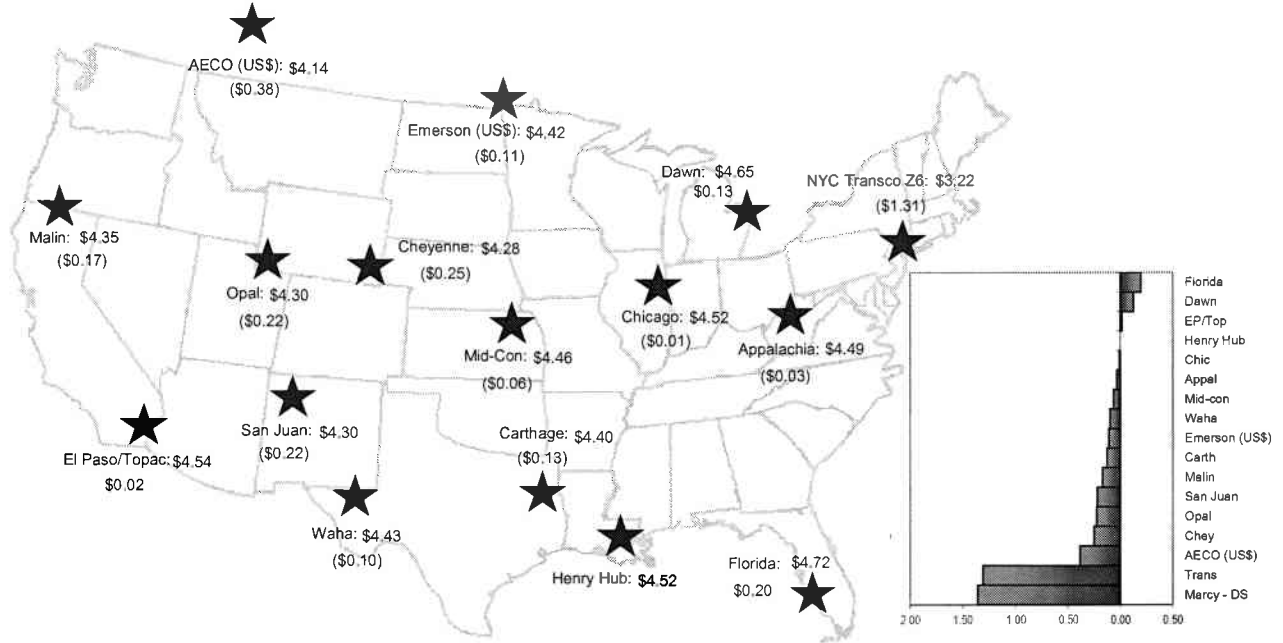 AECO (US$): $4.14
($0.38)
Emerson (US$): $4.42
($0.11)
Dawn: $4.65
$0.13
NYC Transco Z6: $3.22
($1.31)
Malin: $4.35
($0.17)
Cheyenne: $4.28
($0.25)
Opal: $4.30
($0.22)
Chicago: $4.52
($0.01)
Mid-Con: $4.46
($0.06)
Appalachia: $4.49
($0.03)
San Juan: $4.30
($0.22)
Carthage: $4.40
($0.13)
El Paso/Topac: $4.54
$0.02
Waha: $4.43
($0.10)
Henry Hub: $4.52
Florida: $4.72
$0.20
Florida
Dawn
EP/Top
Henry Hub
Chic
Appal
Mid-con
Waha
Emerson (US$)
Carth
Malin
San Juan
Opal
Chey
AECO (US$)
Trans
Marcy - DS
2.00 1.50 1.00 0.50 0.00 0.50